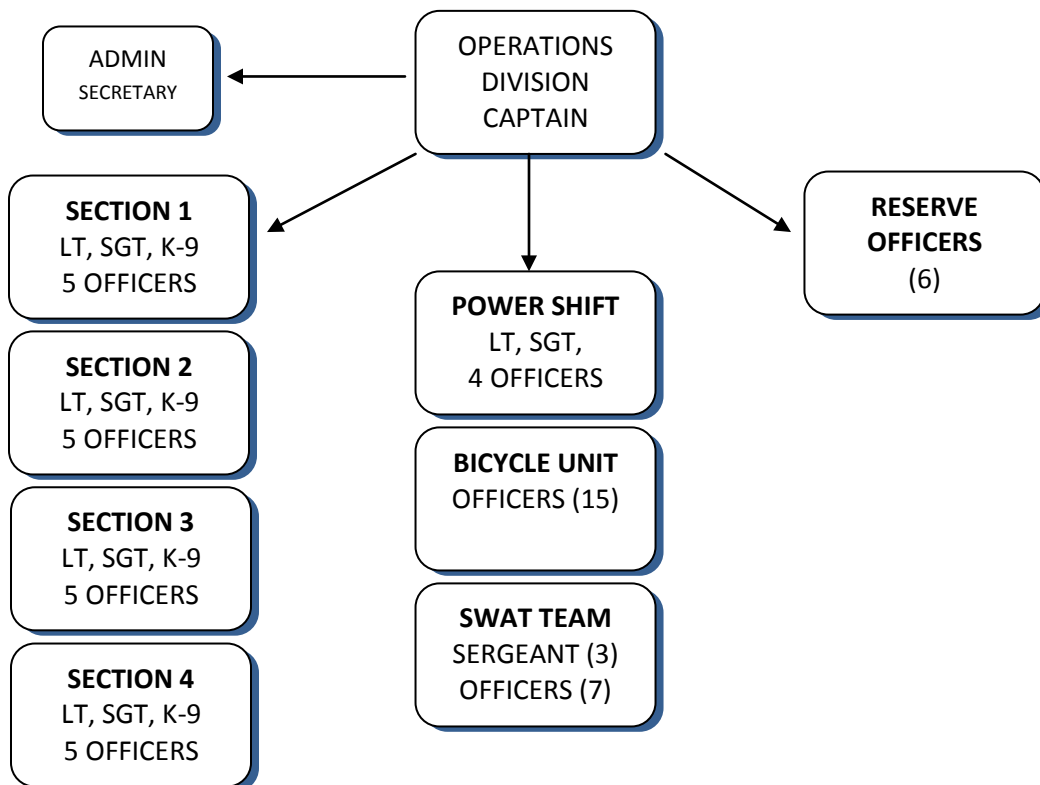 ADMIN
SECRETARY
OPERATIONS
DIVISION
CAPTAIN
SECTION 1
LT, SGT, K-9
5 OFFICERS
SECTION 2
LT, SGT, K-9
5 OFFICERS
SECTION 3
LT, SGT, K-9
5 OFFICERS
SECTION 4
LT, SGT, K-9
5 OFFICERS
POWER SHIFT
LT, SGT,
4 OFFICERS
BICYCLE UNIT
OFFICERS (15)
SWAT TEAM
SERGEANT (3)
OFFICERS (7)
RESERVE
OFFICERS
(6)